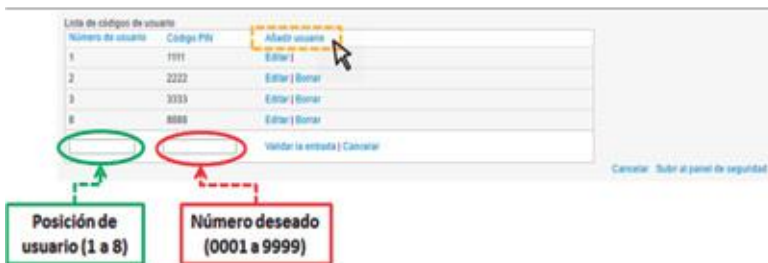 Lista de códigos de usuario
Número de usuario Código PIN Añadir usuario
1 1111 Editar |
2 2222 Editar | Borrar
3 3333 Editar | Borrar
8 8888 Editar | Borrar
Validar la entrada | Cancelar
Cancelar Subir al panel de seguridad
Posición de
usuario (1 a 8)
Número deseado
(0001 a 9999)